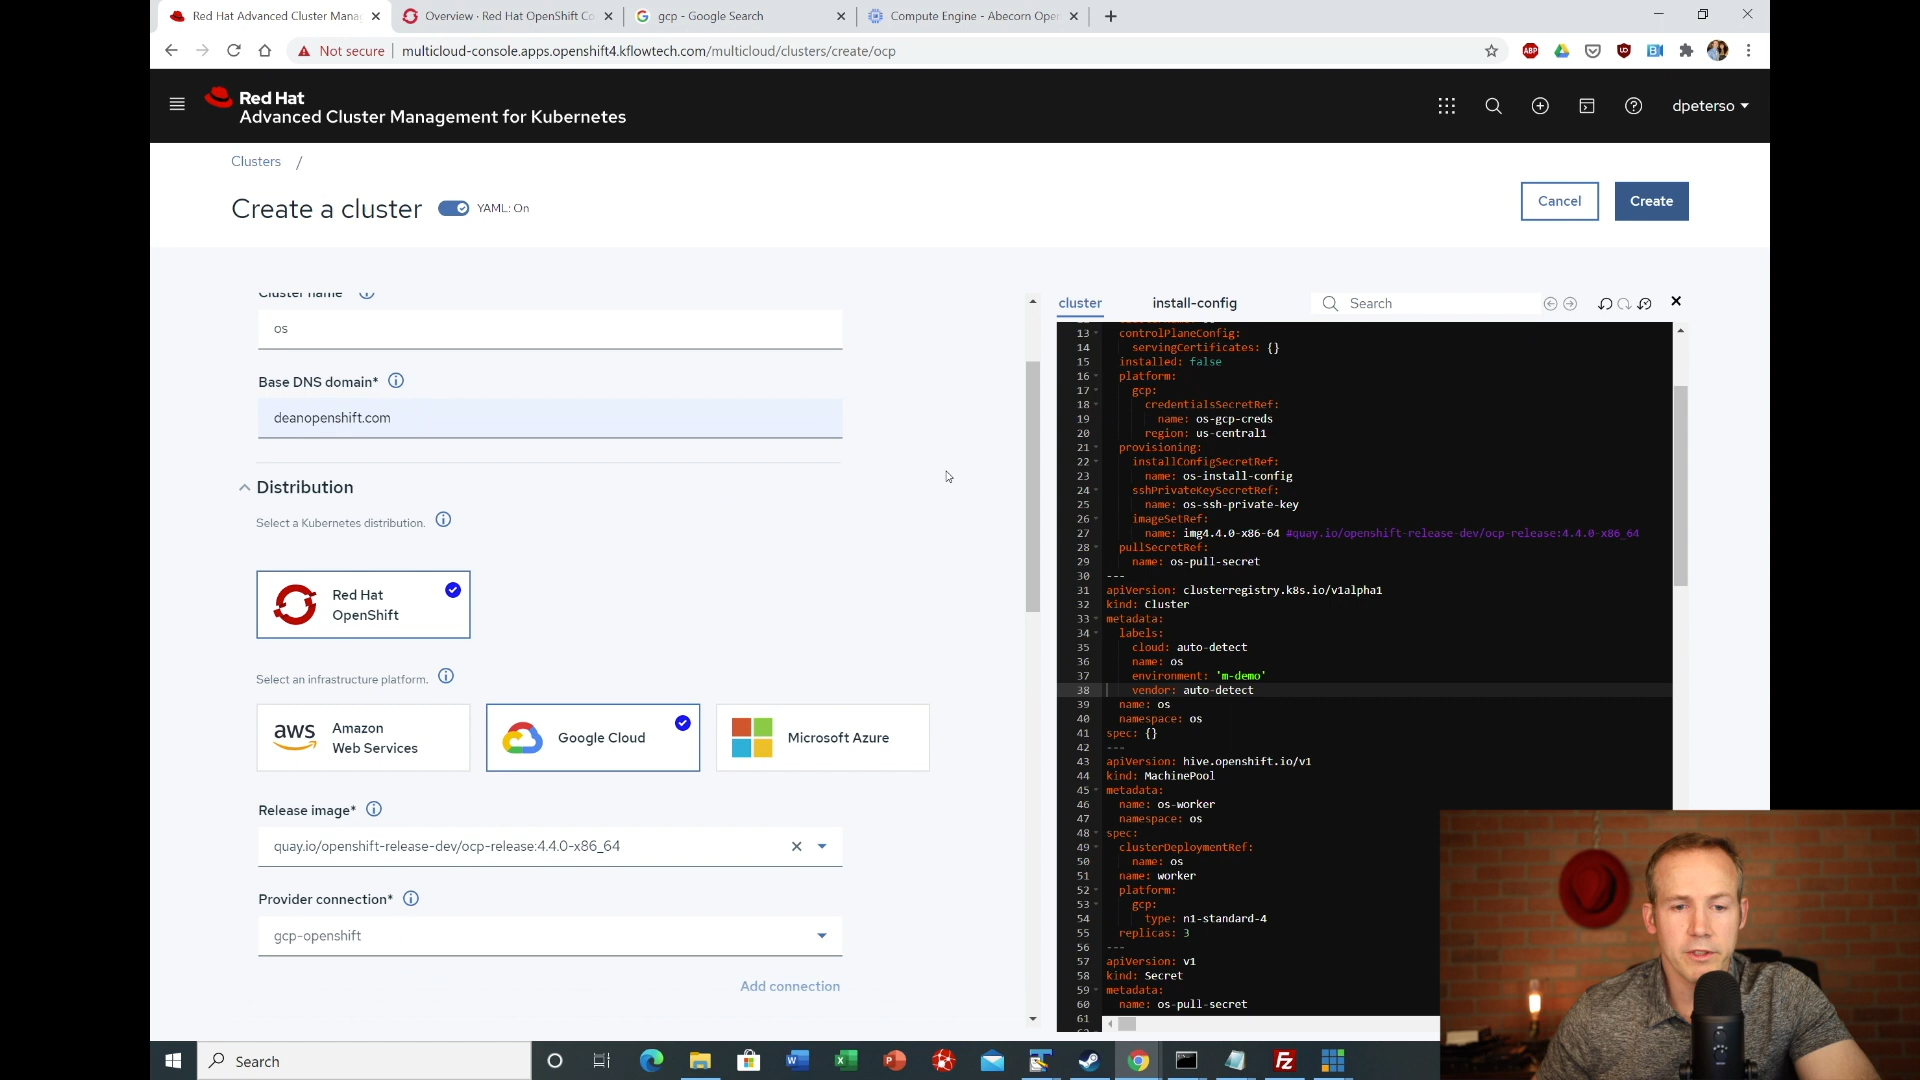 Red Hat Advanced Cluster Mana
Overview · Red Hat OpenShift Co
gcp - Google Search
Compute Engine - Abecorn Oper
Not secure
multicloud-console.apps.openshift4.kflowtech.com/multicloud/clusters/create/ocp
ABP
Red Hat
Advanced Cluster Management for Kubernetes
dpeterso
Clusters /
Create a cluster
YAML: On
Cancel
Create
Cluster name
os
Base DNS domain*
deanopenshift.com
Distribution
Select a Kubernetes distribution.
Red Hat
OpenShift
Select an infrastructure platform.
aws
Amazon
Web Services
Google Cloud
Microsoft Azure
Release image*
quay.io/openshift-release-dev/ocp-release:4.4.0-x86_64
Provider connection*
gcp-openshift
Add connection
cluster
install-config
Search
13 controlPlaneConfig:
14 servingCertificates: {}
15 installed: false
16 platform:
17 gcp:
18 credentialsSecretRef:
19 name: os-gcp-creds
20 region: us-central1
21 provisioning:
22 installConfigSecretRef:
23 name: os-install-config
24 sshPrivateKeySecretRef:
25 name: os-ssh-private-key
26 imageSetRef:
27 name: img4.4.0-x86-64 #quay.io/openshift-release-dev/ocp-release:4.4.0-x86_64
28 pullSecretRef:
29 name: os-pull-secret
30 ---
31 apiVersion: clusterregistry.k8s.io/v1alpha1
32 kind: Cluster
33 metadata:
34 labels:
35 cloud: auto-detect
36 name: os
37 environment: 'm-demo'
38 vendor: auto-detect
39 name: os
40 namespace: os
41 spec: {}
42 ---
43 apiVersion: hive.openshift.io/v1
44 kind: MachinePool
45 metadata:
46 name: os-worker
47 namespace: os
48 spec:
49 clusterDeploymentRef:
50 name: os
51 name: worker
52 platform:
53 gcp:
54 type: n1-standard-4
55 replicas: 3
56 ---
57 apiVersion: v1
58 kind: Secret
59 metadata:
60 name: os-pull-secret
61
Search